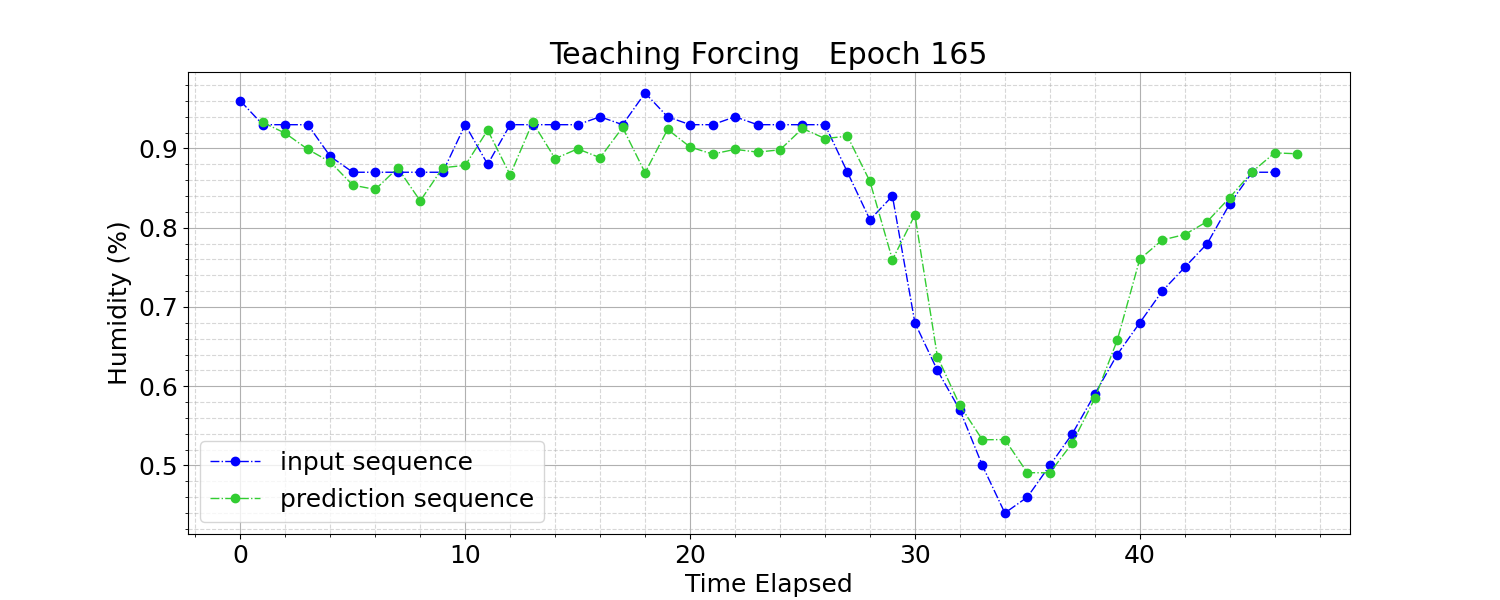 Teaching Forcing   Epoch 165
Humidity (%)
0.9
0.8
0.7
0.6
0.5
input sequence
prediction sequence
0 10 20 30 40
Time Elapsed